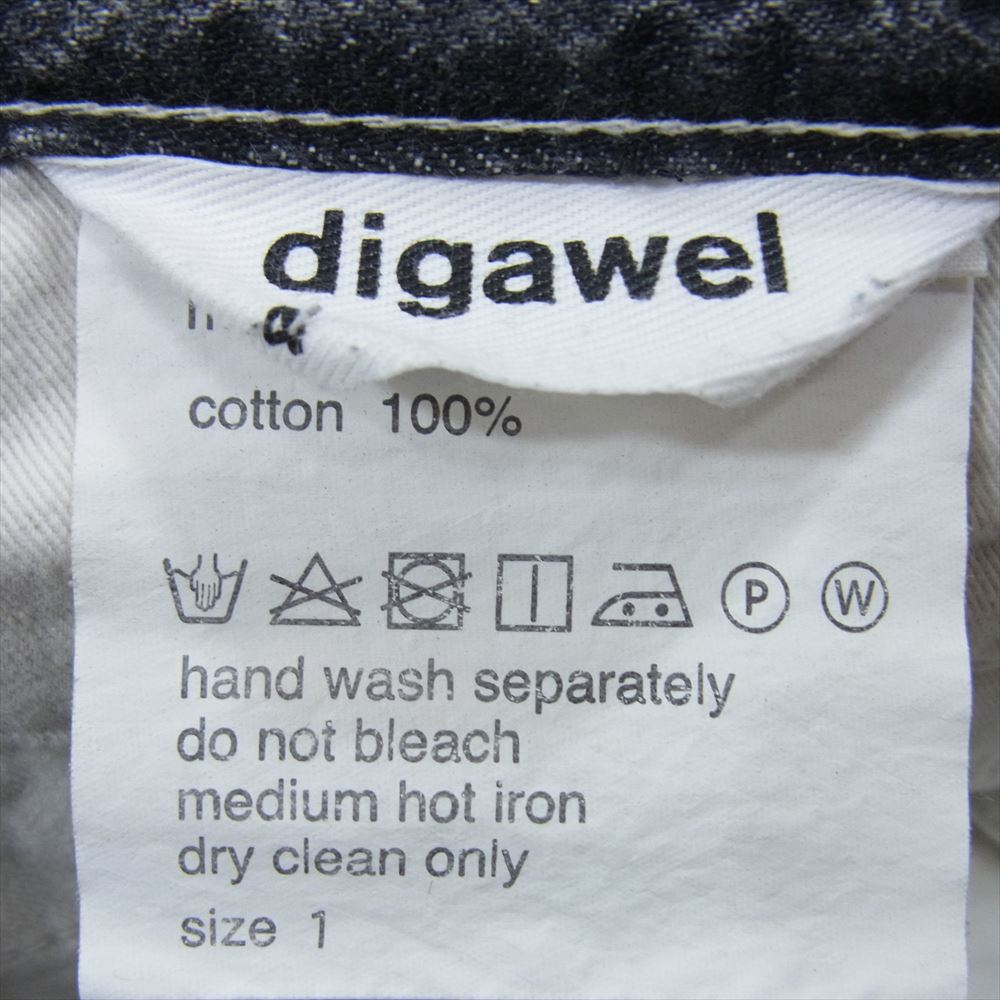 digawel
α
cotton 100%
P W
hand wash separately
do not bleach
medium hot iron
dry clean only
size 1